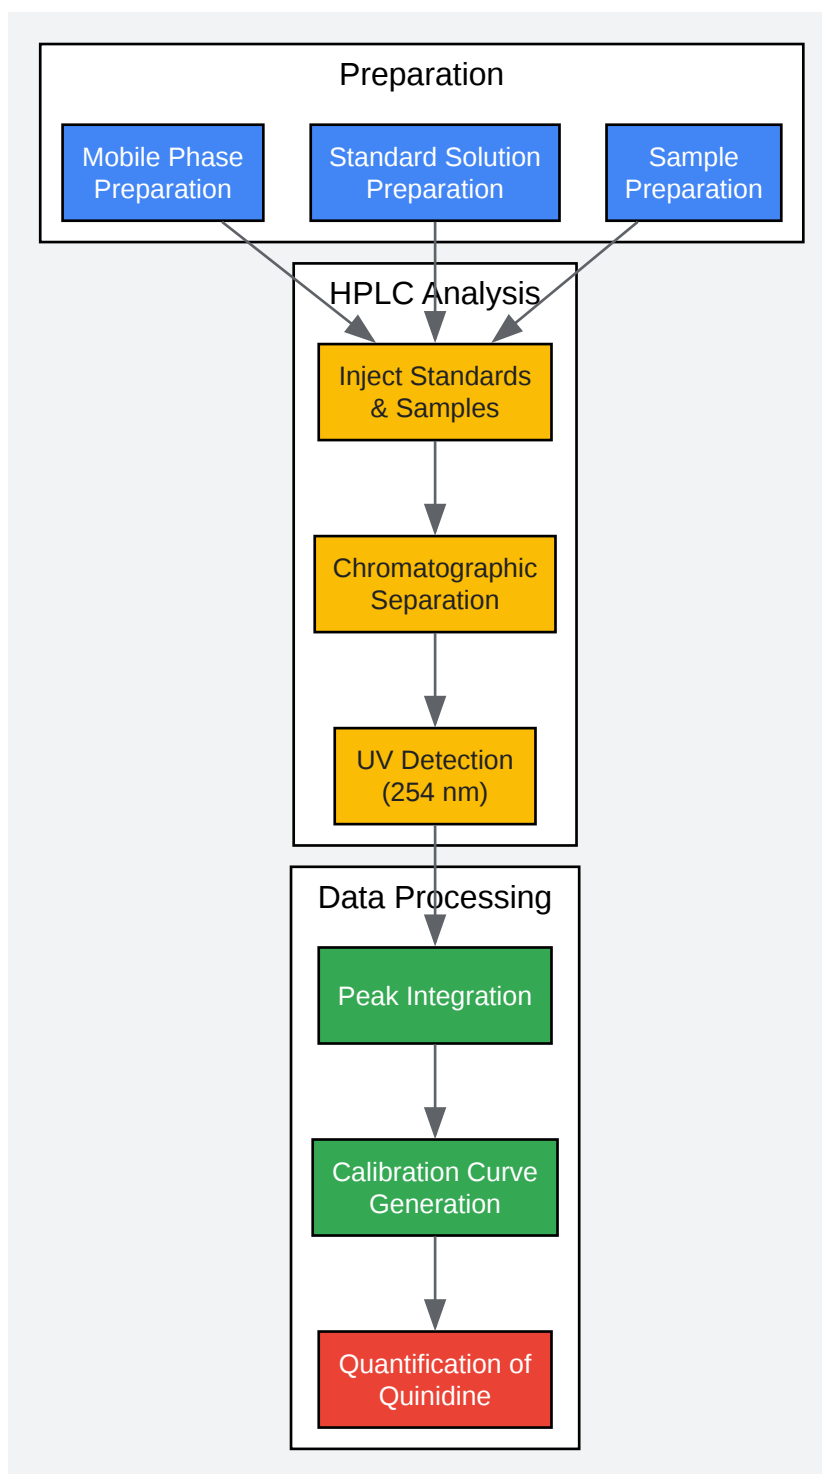 Preparation
Mobile Phase
Preparation
Standard Solution
Preparation
Sample
Preparation
HPLC Analysis
Inject Standards
& Samples
Chromatographic
Separation
UV Detection
(254 nm)
Data Processing
Peak Integration
Calibration Curve
Generation
Quantification of
Quinidine